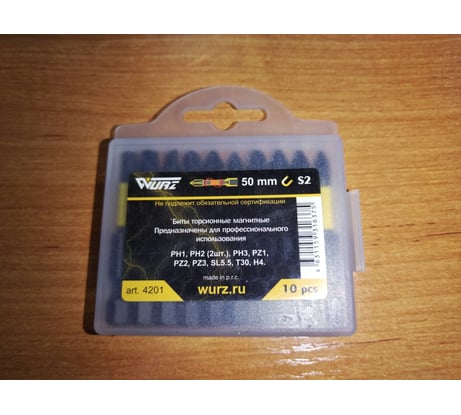 WURZ 50 mm S2
Не подлежит обязательной сертификации
Биты торсионные магнитные
Предназначены для профессионального
использования
PH1, PH2 (2шт.), PH3, PZ1,
PZ2, PZ3, SL5.5, T30, H4.
made in p.r.c.
art. 4201 wurz.ru 10 pcs